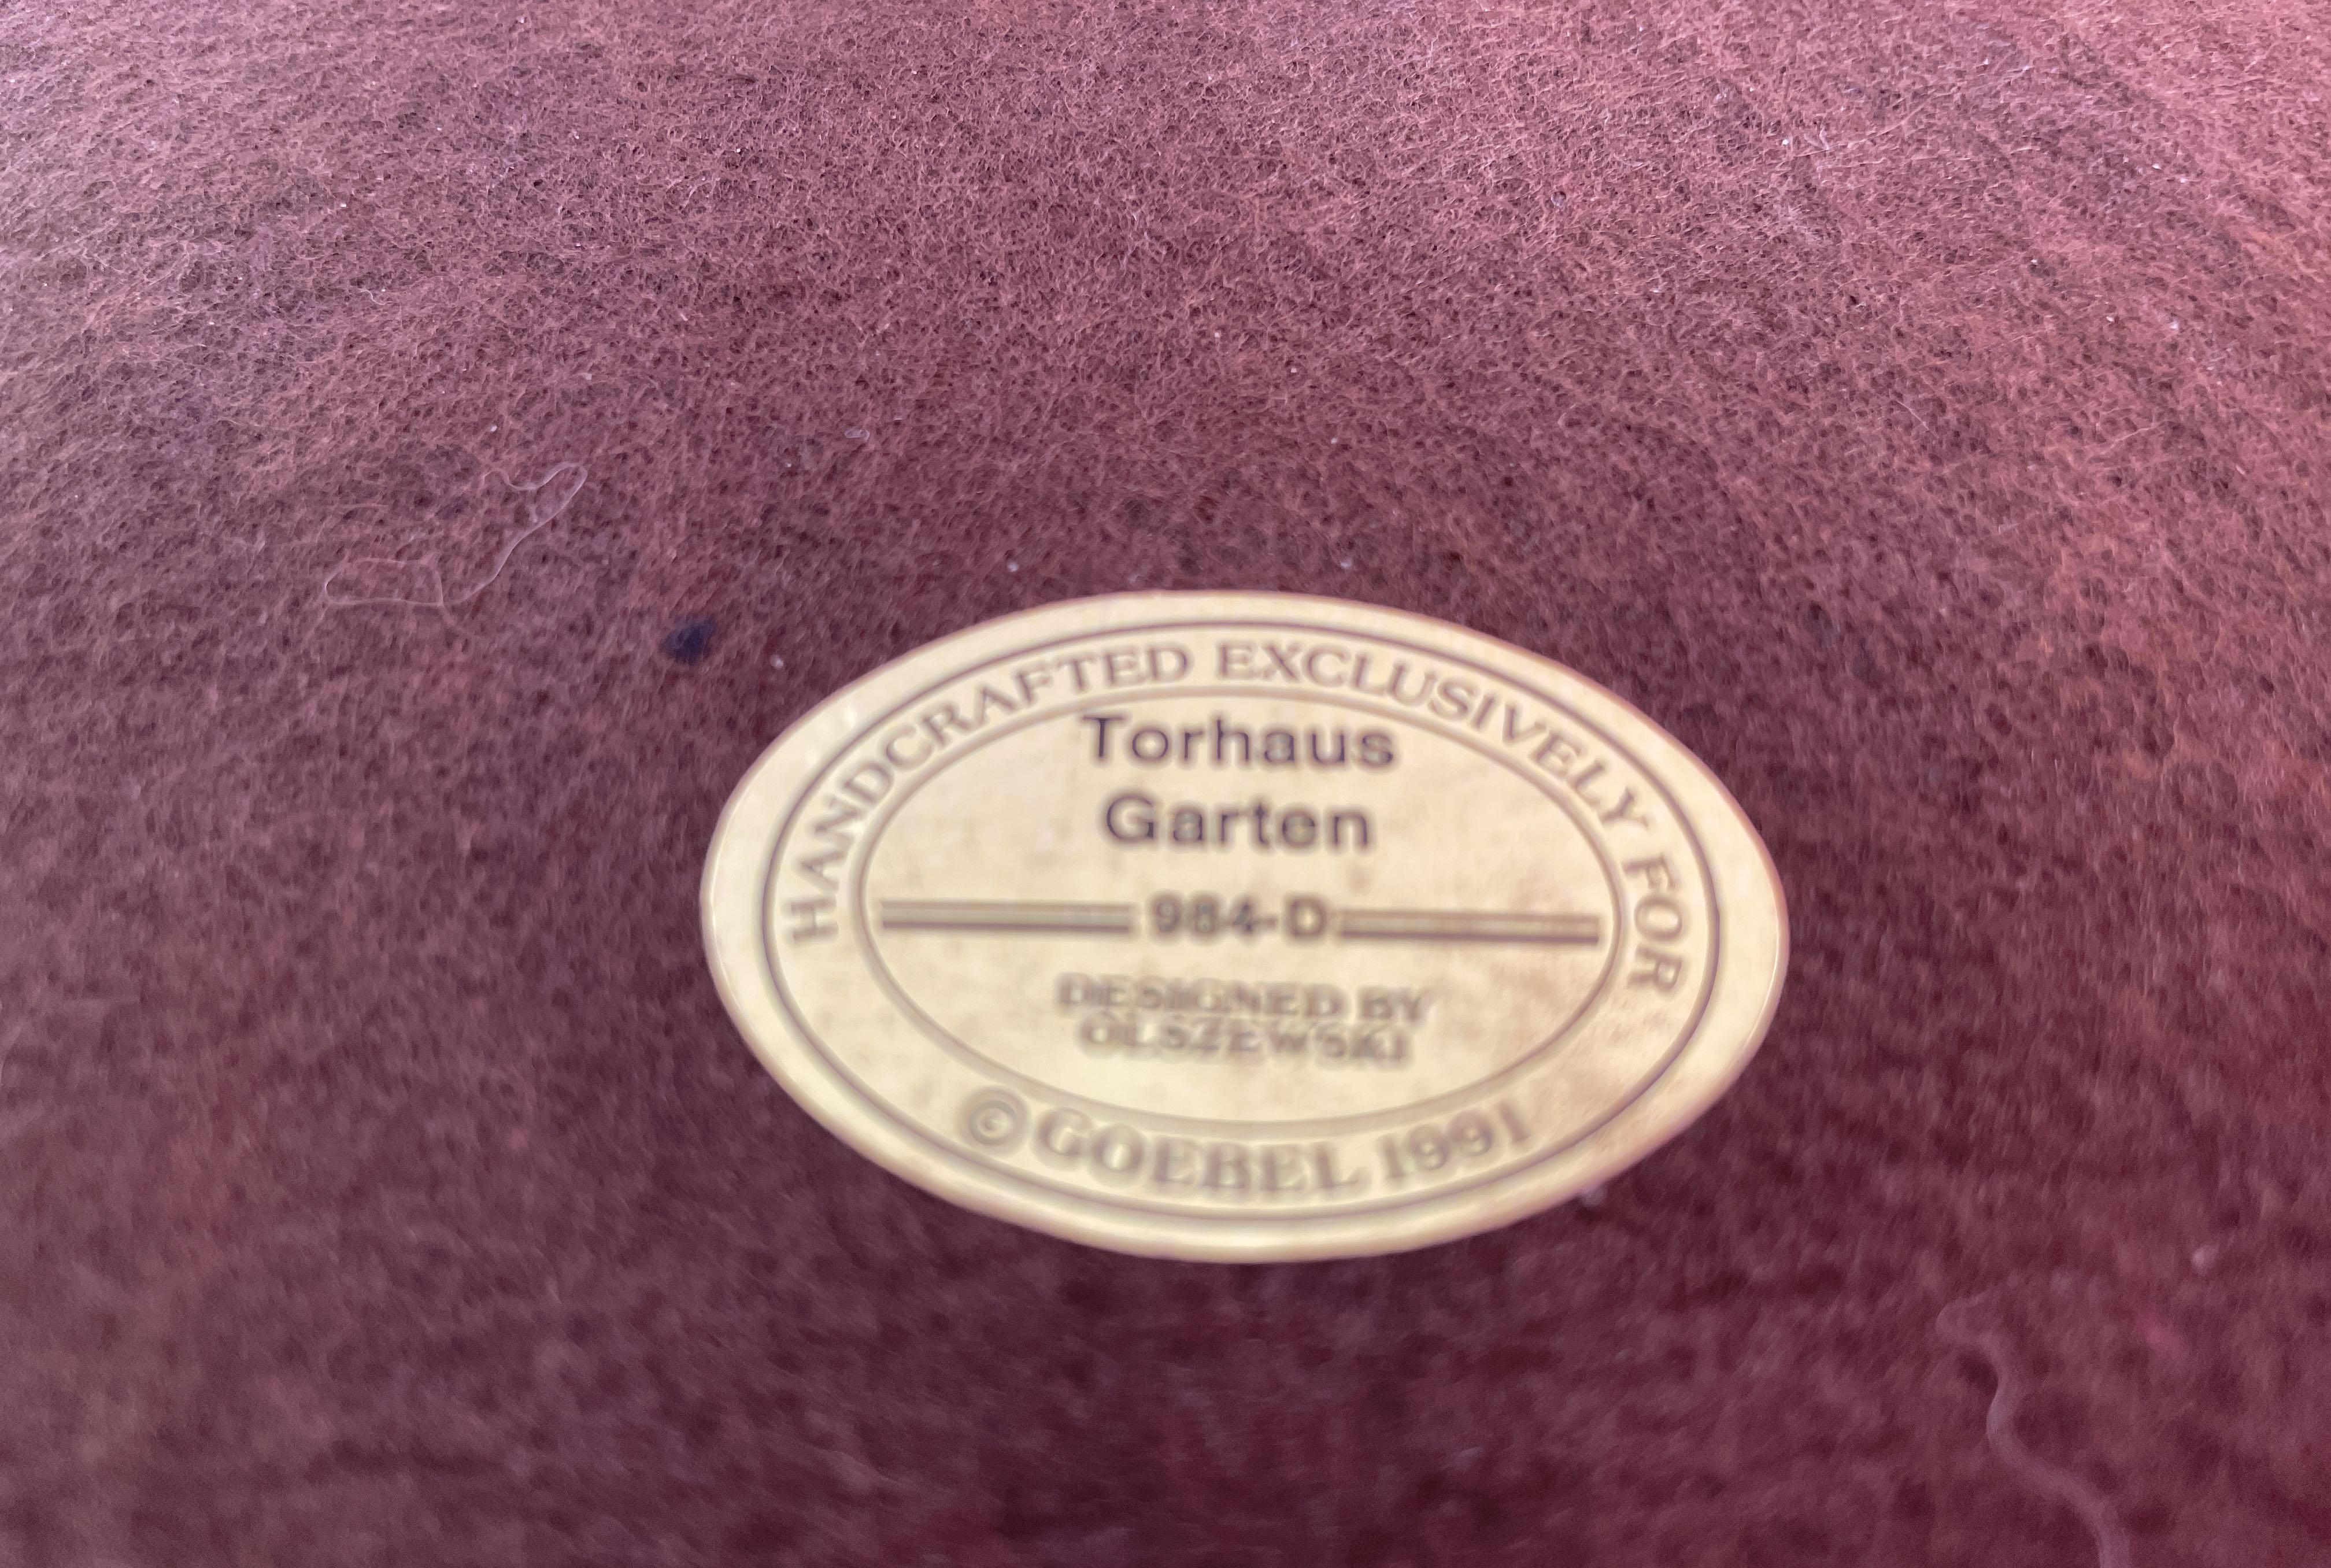 HANDCRAFTED EXCLUSIVELY FOR
Torhaus
Garten
984-D
DESIGNED BY
OLSZEWSKI
© GOEBEL 1991